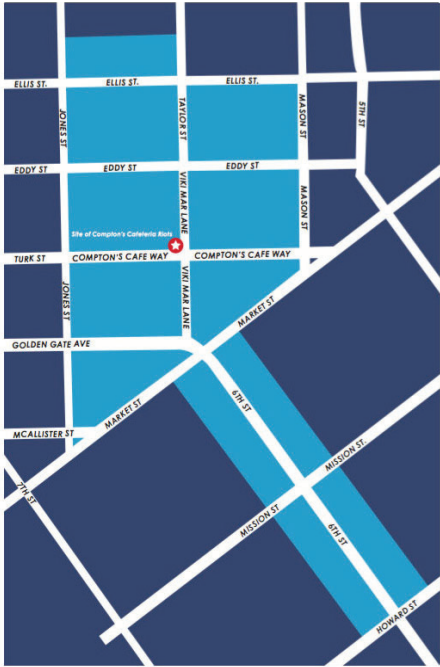 ELLIS ST.
ELLIS ST.
ELLIS ST.
JONES ST
TAYLOR ST
MASON ST
5TH ST
EDDY ST
EDDY ST
EDDY ST
VIKI MAR LANE
MASON ST
Site of Compton's Cafeteria Riots
TURK ST
COMPTON'S CAFE WAY
COMPTON'S CAFE WAY
JONES ST
VIKI MAR LANE
MARKET ST
GOLDEN GATE AVE
MARKET ST
6TH ST
MCALLISTER ST
MISSION ST.
7TH ST
MISSION ST
6TH ST
HOWARD ST